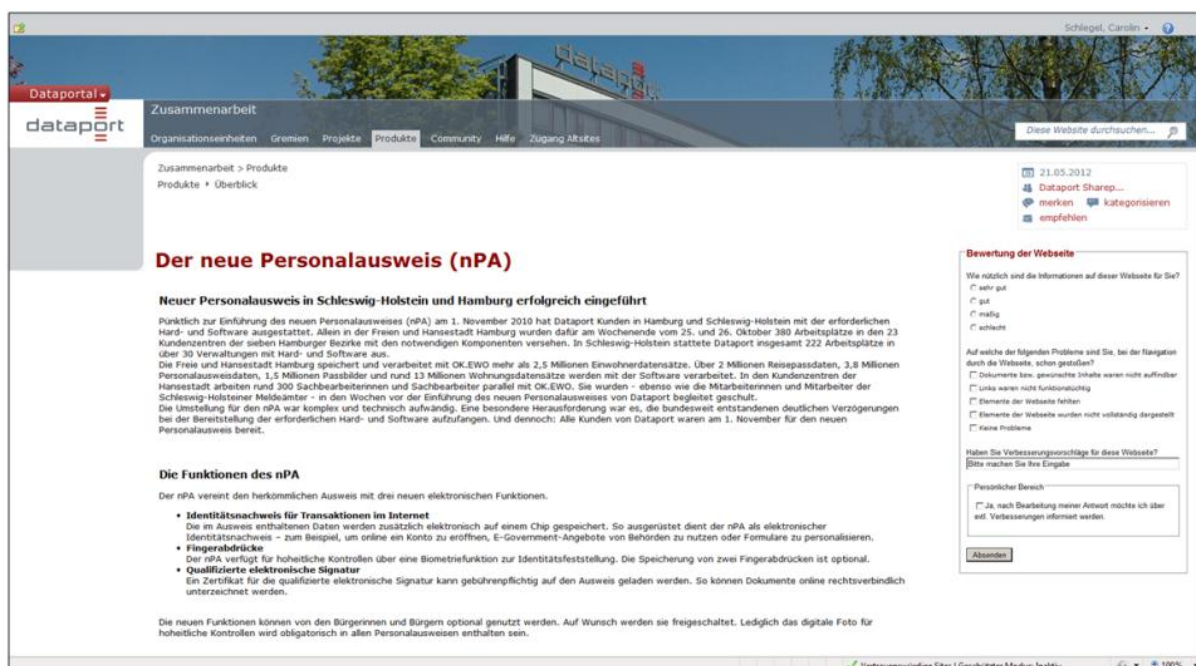 Schlegel, Carolin
dataport
Dataportal
dataport
Zusammenarbeit
Organisationseinheiten Gremien Projekte Produkte Community Hilfe Zugang Altsites
Diese Website durchsuchen...
Zusammenarbeit > Produkte
Produkte Überblick
21.05.2012
Dataport Sharep...
merken kategorisieren
empfehlen
Der neue Personalausweis (nPA)
Neuer Personalausweis in Schleswig-Holstein und Hamburg erfolgreich eingeführt
Pünktlich zur Einführung des neuen Personalausweises (nPA) am 1. November 2010 hat Dataport Kunden in Hamburg und Schleswig-Holstein mit der erforderlichen
Hard- und Software ausgestattet. Allein in der Freien und Hansestadt Hamburg wurden dafür am Wochenende vom 25. und 26. Oktober 380 Arbeitsplätze in den 23
Kundenzentren der sieben Hamburger Bezirke mit den notwendigen Komponenten versehen. In Schleswig-Holstein stattete Dataport insgesamt 222 Arbeitsplätze in
über 30 Verwaltungen mit Hard- und Software aus.
Die Freie und Hansestadt Hamburg speichert und verarbeitet mit OK.EWO mehr als 2,5 Millionen Einwohnerdatensätze. Über 2 Millionen Reisepassdaten, 3,8 Millionen
Personalausweisdaten, 1,5 Millionen Passbilder und rund 13 Millionen Wohnungsdatensätze werden mit der Software verarbeitet. In den Kundenzentren der
Hansestadt arbeiten rund 300 Sachbearbeiterinnen und Sachbearbeiter parallel mit OK.EWO. Sie wurden - ebenso wie die Mitarbeiterinnen und Mitarbeiter der
Schleswig-Holsteiner Meldeämter - in den Wochen vor der Einführung des neuen Personalausweises von Dataport begleitet geschult.
Die Umstellung für den nPA war komplex und technisch aufwändig. Eine besondere Herausforderung war es, die bundesweit entstandenen deutlichen Verzögerungen
bei der Bereitstellung der erforderlichen Hard- und Software aufzufangen. Und dennoch: Alle Kunden von Dataport waren am 1. November für den neuen
Personalausweis bereit.
Die Funktionen des nPA
Der nPA vereint den herkömmlichen Ausweis mit drei neuen elektronischen Funktionen.
• Identitätsnachweis für Transaktionen im Internet
Die im Ausweis enthaltenen Daten werden zusätzlich elektronisch auf einem Chip gespeichert. So ausgerüstet dient der nPA als elektronischer
Identitätsnachweis – zum Beispiel, um online ein Konto zu eröffnen, E-Government-Angebote von Behörden zu nutzen oder Formulare zu personalisieren.
• Fingerabdrücke
Der nPA verfügt für hoheitliche Kontrollen über eine Biometriefunktion zur Identitätsfeststellung. Die Speicherung von zwei Fingerabdrücken ist optional.
• Qualifizierte elektronische Signatur
Ein Zertifikat für die qualifizierte elektronische Signatur kann gebührenpflichtig auf den Ausweis geladen werden. So können Dokumente online rechtsverbindlich
unterzeichnet werden.
Die neuen Funktionen können von den Bürgerinnen und Bürgern optional genutzt werden. Auf Wunsch werden sie freigeschaltet. Lediglich das digitale Foto für
hoheitliche Kontrollen wird obligatorisch in allen Personalausweisen enthalten sein.
Bewertung der Webseite
Wie nützlich sind die Informationen auf dieser Webseite für Sie?
sehr gut
gut
mäßig
schlecht
Auf welche der folgenden Probleme sind Sie, bei der Navigation
durch die Webseite, schon gestoßen?
Dokumente bzw. gewünschte Inhalte waren nicht auffindbar
Links waren nicht funktionstüchtig
Elemente der Webseite fehlten
Elemente der Webseite wurden nicht vollständig dargestellt
Keine Probleme
Haben Sie Verbesserungsvorschläge für diese Webseite?
Bitte machen Sie Ihre Eingabe
Persönlicher Bereich
Ja, nach Bearbeitung meiner Antwort möchte ich über
evtl. Verbesserungen informiert werden.
Absenden
100%